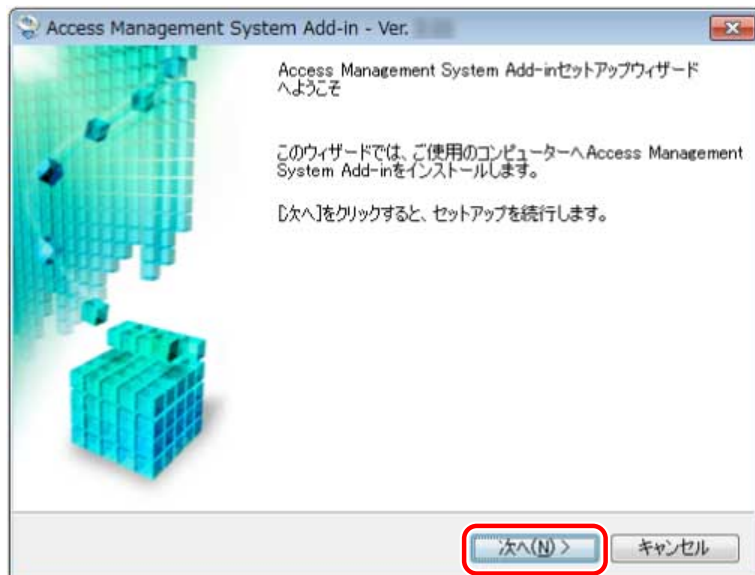 Access Management System Add-in - Ver.
Access Management System Add-inセットアップウィザード
へようこそ
このウィザードでは、ご使用のコンピューターへAccess Management
System Add-inをインストールします。
[次へ]をクリックすると、セットアップを続行します。
次へ(N) >
キャンセル